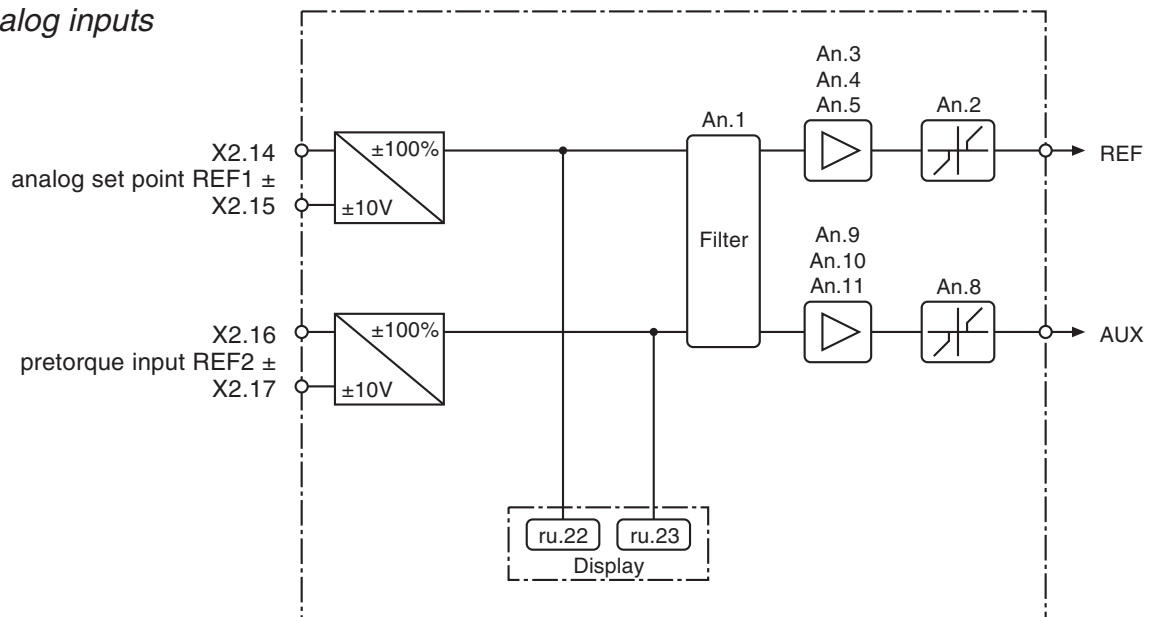 alog inputs
An.3
An.4
An.5
An.2
An.1
X2.14
±100%
REF
analog set point REF1 ±
X2.15
±10V
Filter
An.9
An.10
An.11
An.8
X2.16
±100%
AUX
pretorque input REF2 ±
X2.17
±10V
ru.22
ru.23
Display